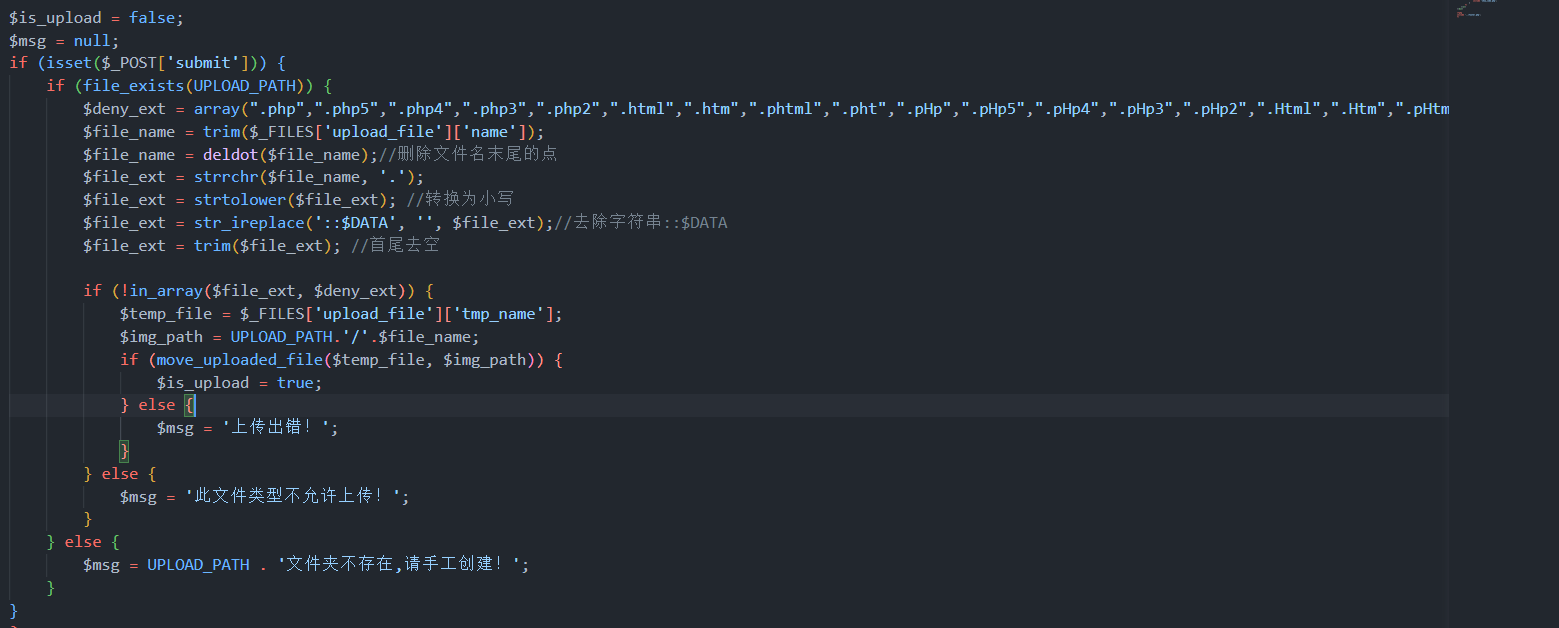 $is_upload = false;
$msg = null;
if (isset($_POST['submit'])) {
if (file_exists(UPLOAD_PATH)) {
$deny_ext = array(".php",".php5",".php4",".php3",".php2",".html",".htm",".phtml",".pht",".pHp",".pHp5",".pHp4",".pHp3",".pHp2",".Html",".Htm",".pHtm
$file_name = trim($_FILES['upload_file']['name']);
$file_name = deldot($file_name);//删除文件名末尾的点
$file_ext = strrchr($file_name, '.');
$file_ext = strtolower($file_ext); //转换为小写
$file_ext = str_ireplace('::$DATA', '', $file_ext);//去除字符串::$DATA
$file_ext = trim($file_ext); //首尾去空
if (!in_array($file_ext, $deny_ext)) {
$temp_file = $_FILES['upload_file']['tmp_name'];
$img_path = UPLOAD_PATH.'/'.$file_name;
if (move_uploaded_file($temp_file, $img_path)) {
$is_upload = true;
} else {
$msg = '上传出错！';
}
} else {
$msg = '此文件类型不允许上传！';
}
} else {
$msg = UPLOAD_PATH . '文件夹不存在,请手工创建！';
}
}